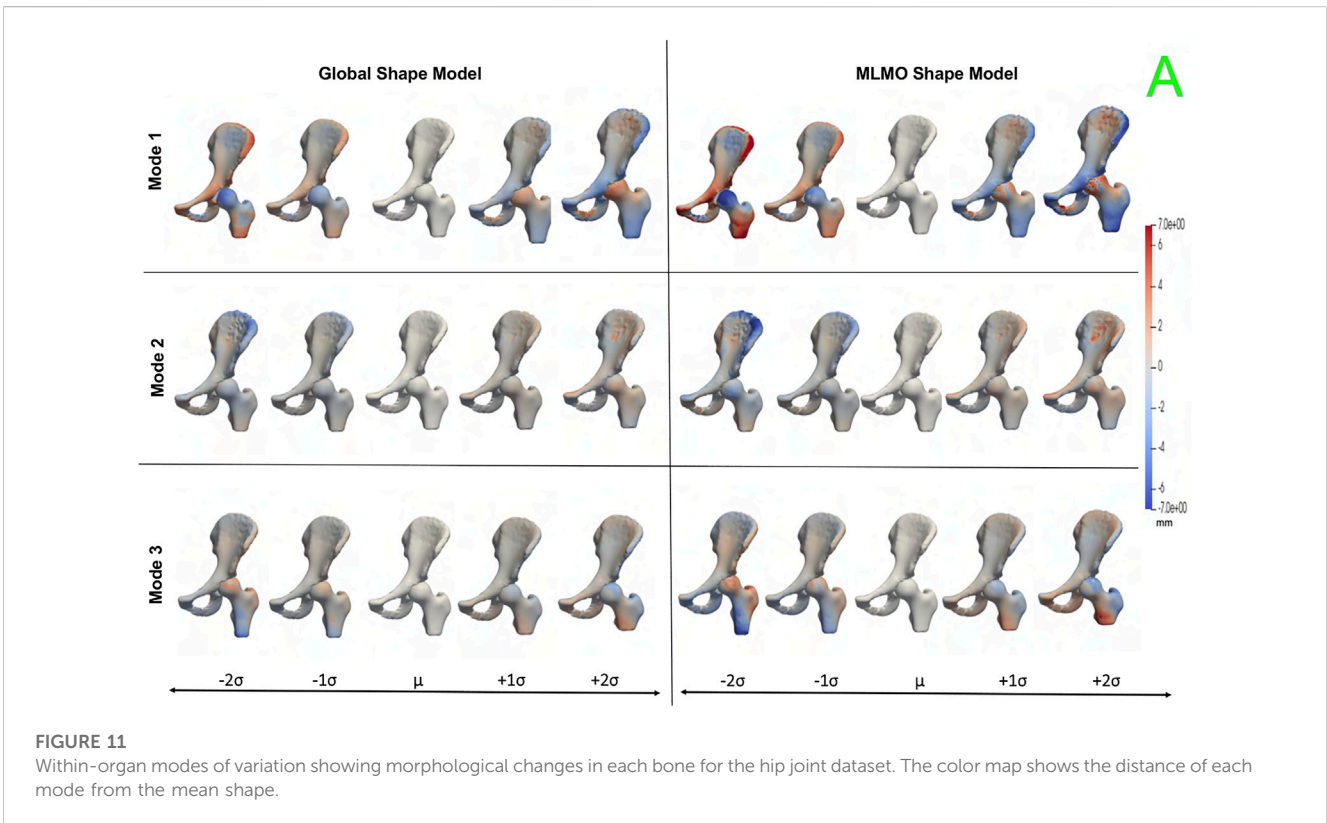 Global Shape Model
MLMO Shape Model
A
Mode 1
7.0e+00
6
4
2
0
-2
-4
-6
-7.0e+00
mm
Mode 2
Mode 3
-2σ -1σ μ +1σ +2σ
-2σ -1σ μ +1σ +2σ
FIGURE 11
Within-organ modes of variation showing morphological changes in each bone for the hip joint dataset. The color map shows the distance of each
mode from the mean shape.